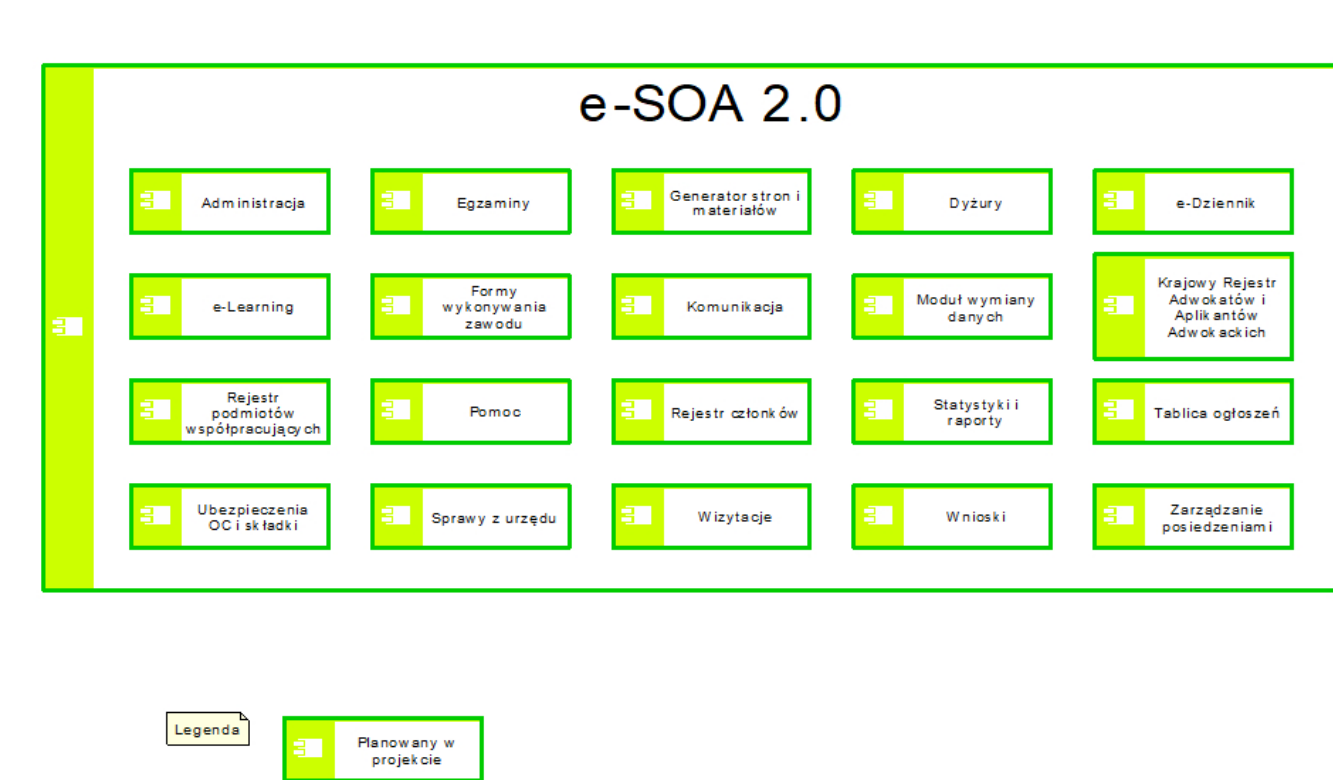 e-SOA 2.0
Administracja
Egzaminy
Generator stron i
materiałów
Dyżury
e-Dziennik
e-Learning
Formy
wykonywania
zawodu
Komunikacja
Moduł wymiany
danych
Krajowy Rejestr
Adwokatów i
Aplikantów
Adwokackich
Rejestr
podmiotów
współpracujących
Pomoc
Rejestr członków
Statystyki i
raporty
Tablica ogłoszeń
Ubezpieczenia
OC i składki
Sprawy z urzędu
Wizytacje
Wnioski
Zarządzanie
posiedzeniami
Legenda
Planowany w
projekcie